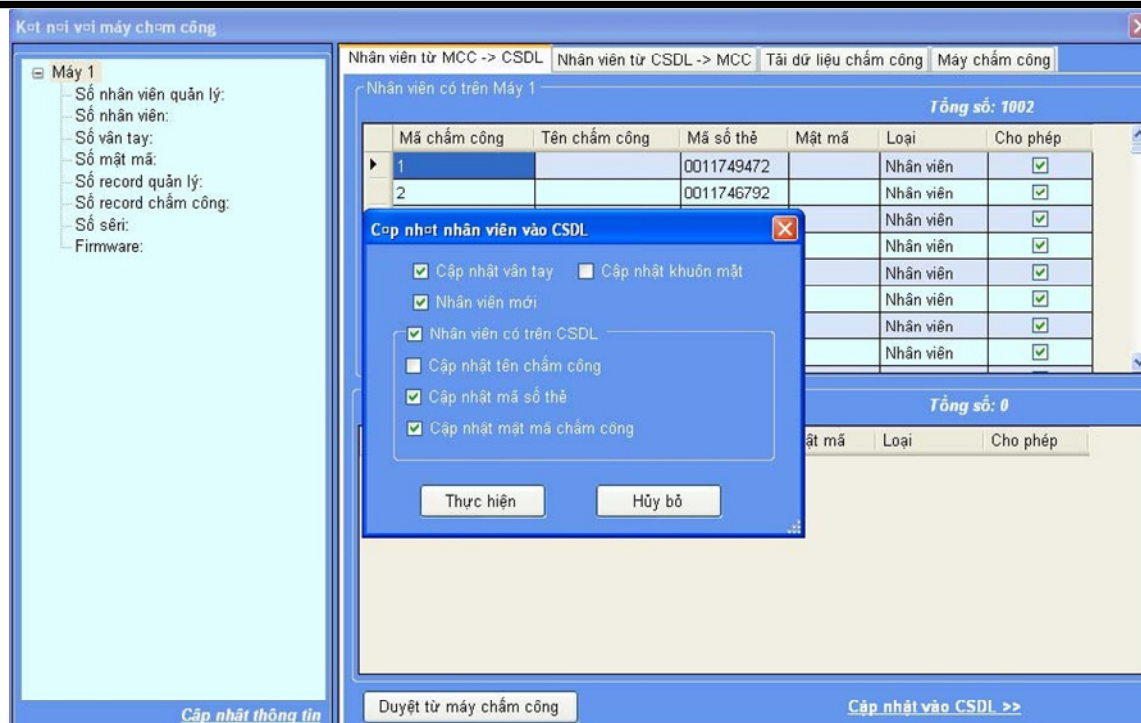 K¤t n¤i v¤i máy ch¤m công
Máy 1
Số nhân viên quản lý:
Số nhân viên:
Số vân tay:
Số mật mã:
Số record quản lý:
Số record chấm công:
Số sêri:
Firmware:
Cập nhất thông tin
Nhân viên từ MCC -> CSDL Nhân viên từ CSDL -> MCC Tải dữ liệu chấm công Máy chấm công
Nhân viên có trên Máy 1
Tổng số: 1002
Mã chấm công Tên chấm công Mã số thẻ Mật mã Loại Cho phép
1 0011749472 Nhân viên
2 0011746792 Nhân viên
Nhân viên
Nhân viên
Nhân viên
Nhân viên
Nhân viên
Nhân viên
C¤p nh¤t nhân viên vào CSDL
Cập nhật vân tay Cập nhật khuôn mặt
Nhân viên mới
Nhân viên có trên CSDL
Cập nhật tên chấm công
Cập nhật mã số thẻ
Cập nhật mật mã chấm công
Thực hiện Hủy bỏ
Tổng số: 0
ật mã Loại Cho phép
Duyệt từ máy chấm công Cập nhật vào CSDL >>